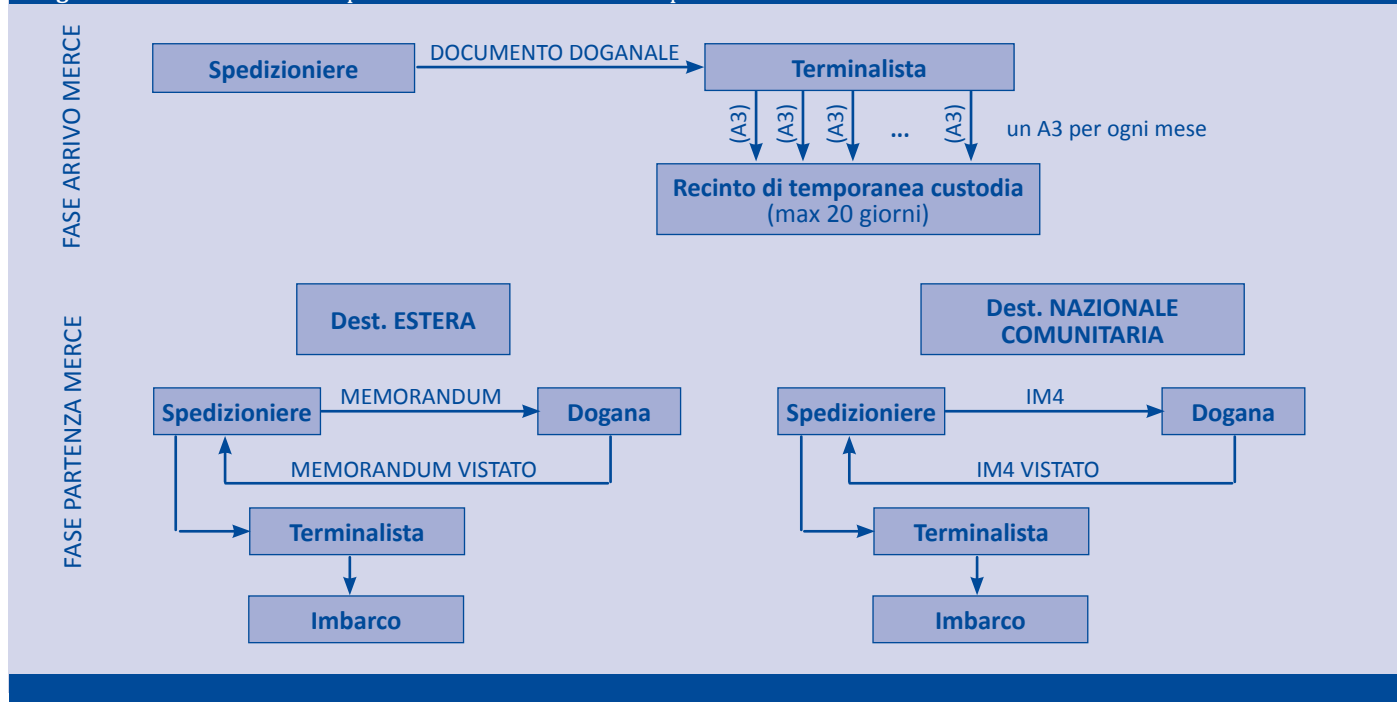 FASE ARRIVO MERCE
Spedizioniere
DOCUMENTO DOGANALE
Terminalista
(A3)
(A3)
(A3)
...
(A3)
un A3 per ogni mese
Recinto di temporanea custodia
(max 20 giorni)
FASE PARTENZA MERCE
Dest. ESTERA
Spedizioniere
MEMORANDUM
Dogana
MEMORANDUM VISTATO
Terminalista
Imbarco
Dest. NAZIONALE
COMUNITARIA
Spedizioniere
IM4
Dogana
IM4 VISTATO
Terminalista
Imbarco